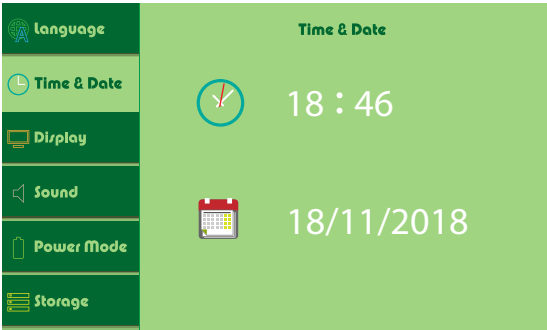 Language
Time & Date
Display
Sound
Power Mode
Storage
Time & Date
18 : 46
18/11/2018